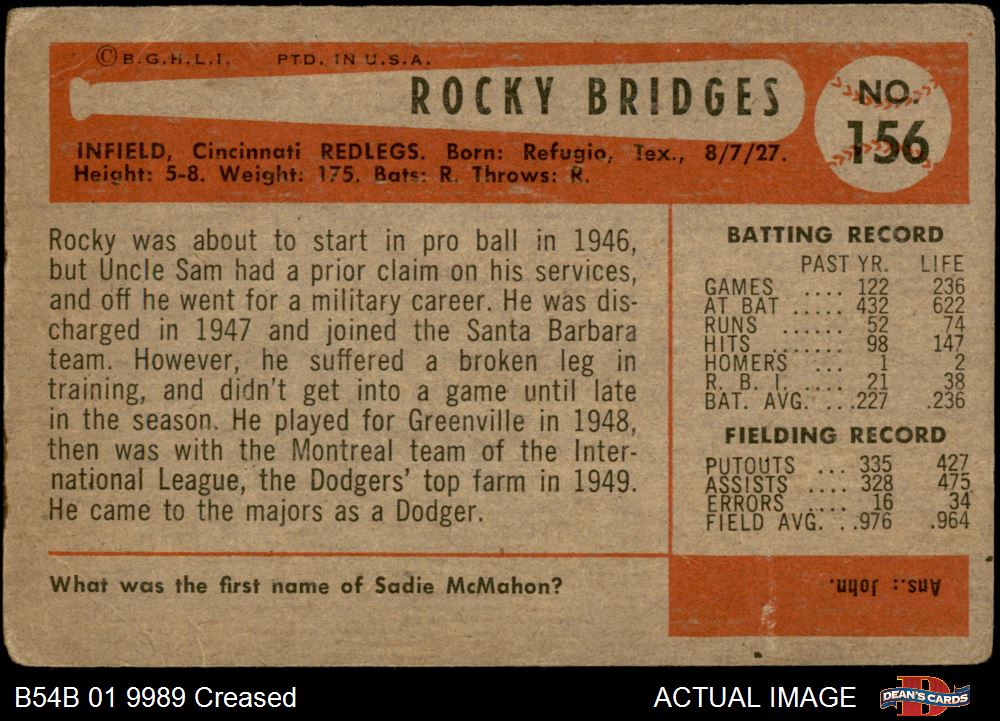 ©B.G.H.L.I. PTD. IN U.S.A.
ROCKY BRIDGES
NO.
156
INFIELD, Cincinnati REDLEGS. Born: Refugio, Tex., 8/7/27.
Height: 5-8. Weight: 175. Bats: R. Throws: R.
Rocky was about to start in pro ball in 1946,
but Uncle Sam had a prior claim on his services,
and off he went for a military career. He was dis-
charged in 1947 and joined the Santa Barbara
team. However, he suffered a broken leg in
training, and didn't get into a game until late
in the season. He played for Greenville in 1948,
then was with the Montreal team of the Inter-
national League, the Dodgers' top farm in 1949.
He came to the majors as a Dodger.
BATTING RECORD
PAST YR. LIFE
GAMES .... 122 236
AT BAT ..... 432 622
RUNS ...... 52 74
HITS ....... 98 147
HOMERS ... 1 2
R. B. I. .... 21 38
BAT. AVG. ...227 .236
FIELDING RECORD
PUTOUTS ... 335 427
ASSISTS .... 328 475
ERRORS .... 16 34
FIELD AVG. ..976 .964
What was the first name of Sadie McMahon?
Ans.: John.
B54B 01 9989 Creased
ACTUAL IMAGE
DEAN'S CARDS